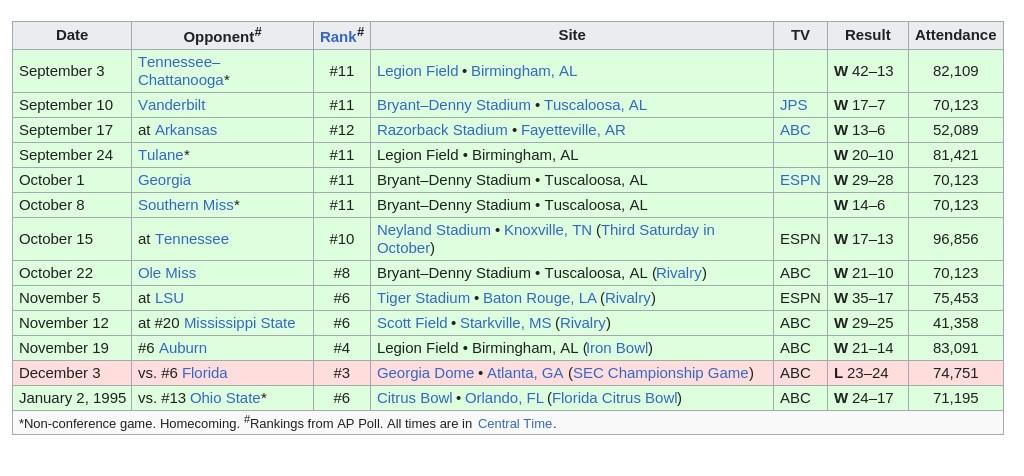 Date Opponent# Rank# Site TV Result Attendance
September 3 Tennessee–
Chattanooga* #11 Legion Field • Birmingham, AL W 42–13 82,109
September 10 Vanderbilt #11 Bryant–Denny Stadium • Tuscaloosa, AL JPS W 17–7 70,123
September 17 at Arkansas #12 Razorback Stadium • Fayetteville, AR ABC W 13–6 52,089
September 24 Tulane* #11 Legion Field • Birmingham, AL W 20–10 81,421
October 1 Georgia #11 Bryant–Denny Stadium • Tuscaloosa, AL ESPN W 29–28 70,123
October 8 Southern Miss* #11 Bryant–Denny Stadium • Tuscaloosa, AL W 14–6 70,123
October 15 at Tennessee #10 Neyland Stadium • Knoxville, TN (Third Saturday in
October) ESPN W 17–13 96,856
October 22 Ole Miss #8 Bryant–Denny Stadium • Tuscaloosa, AL (Rivalry) ABC W 21–10 70,123
November 5 at LSU #6 Tiger Stadium • Baton Rouge, LA (Rivalry) ESPN W 35–17 75,453
November 12 at #20 Mississippi State #6 Scott Field • Starkville, MS (Rivalry) ABC W 29–25 41,358
November 19 #6 Auburn #4 Legion Field • Birmingham, AL (Iron Bowl) ABC W 21–14 83,091
December 3 vs. #6 Florida #3 Georgia Dome • Atlanta, GA (SEC Championship Game) ABC L 23–24 74,751
January 2, 1995 vs. #13 Ohio State* #6 Citrus Bowl • Orlando, FL (Florida Citrus Bowl) ABC W 24–17 71,195
*Non-conference game. Homecoming. #Rankings from AP Poll. All times are in Central Time.